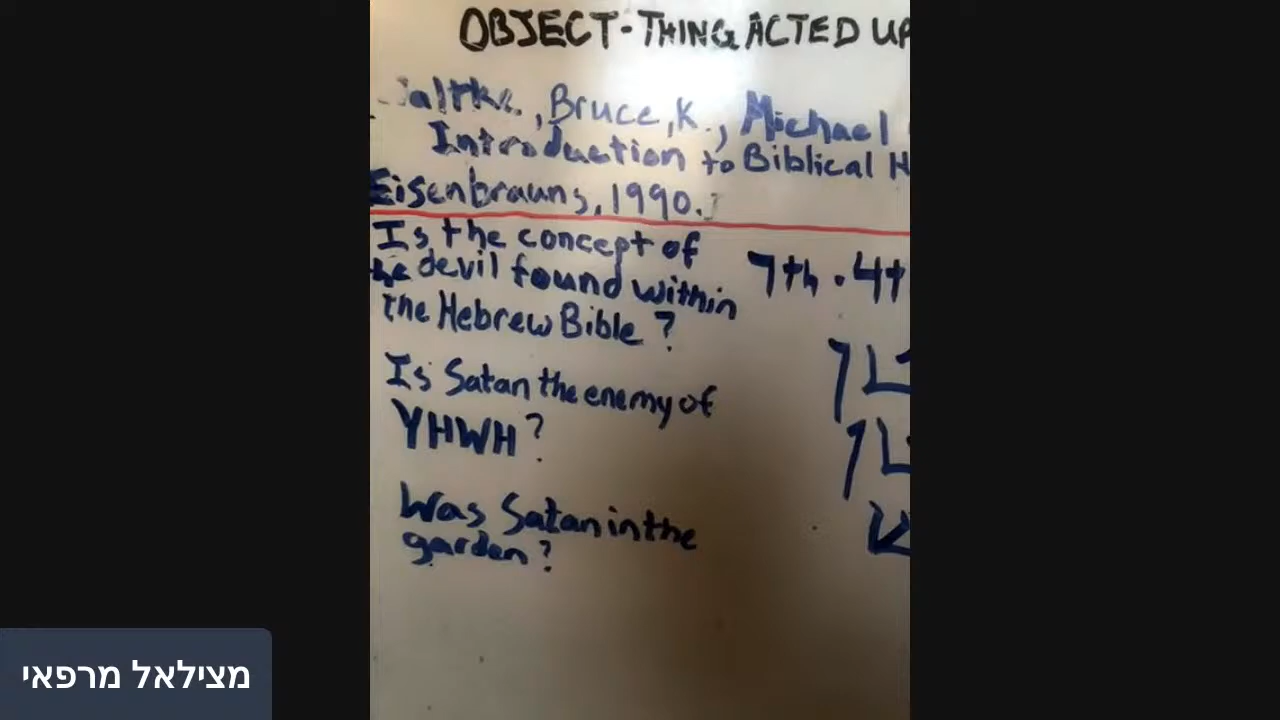 OBJECT-THING ACTED UP
Bruce, K., Michael
Introduction to Biblical H
Eisenbrauns, 1990.
Is the concept of
the devil found within
the Hebrew Bible?
7th. 4t
Is Satan the enemy of
YHWH?
Was Satan in the
garden?
מצילאל מרפאי